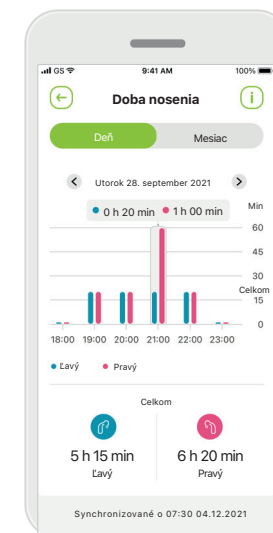 GS 9:41 AM 100%
Doba nosenia
i
Deň Mesiac
Utorok 28. september 2021
0 h 20 min 1 h 00 min
Min
60
45
30
Celkom
15
0
18:00 19:00 20:00 21:00 22:00 23:00
Ľavý Pravý
Celkom
5 h 15 min 6 h 20 min
Ľavý Pravý
Synchronizované o 07:30 04.12.2021